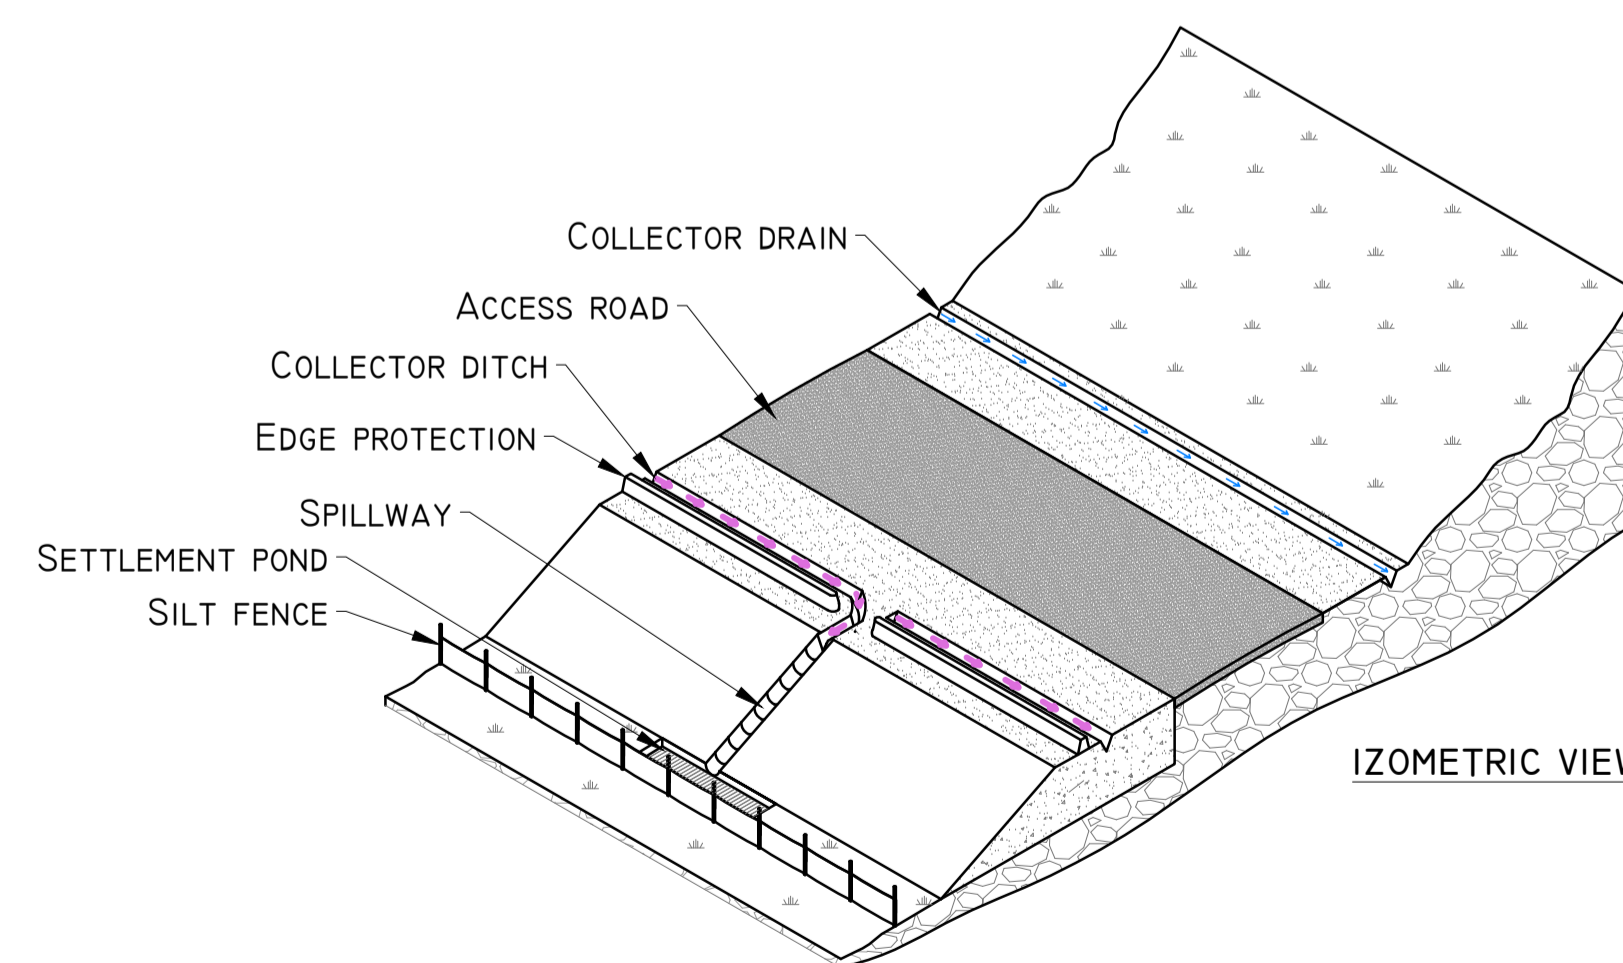 COLLECTOR DRAIN
ACCESS ROAD
COLLECTOR DITCH
EDGE PROTECTION
SPILLWAY
SETTLEMENT POND
SILT FENCE
IZOMETRIC VIEW